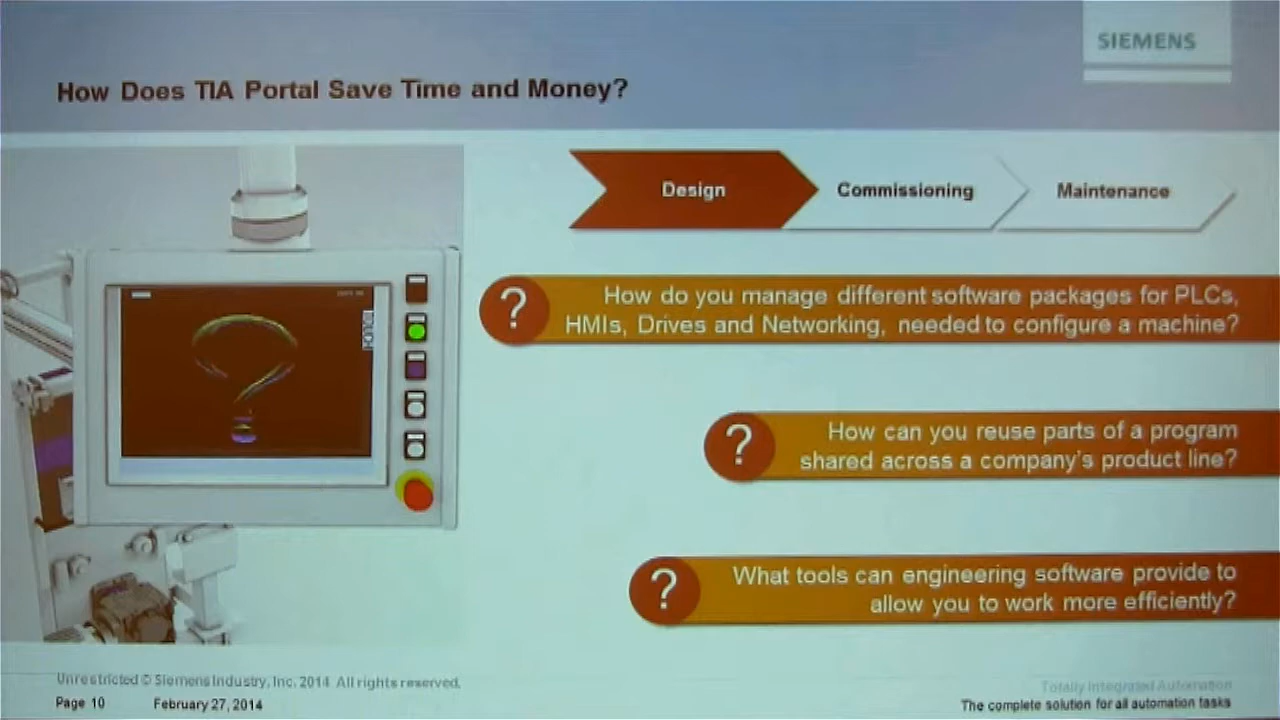 SIEMENS
How Does TIA Portal Save Time and Money?
Design
Commissioning
Maintenance
How do you manage different software packages for PLCs,
HMIs, Drives and Networking, needed to configure a machine?
How can you reuse parts of a program
shared across a company's product line?
What tools can engineering software provide to
allow you to work more efficiently?
Unrestricted © Siemens Industry, Inc. 2014 All rights reserved.
Page 10 February 27, 2014
Totally Integrated Automation
The complete solution for all automation tasks